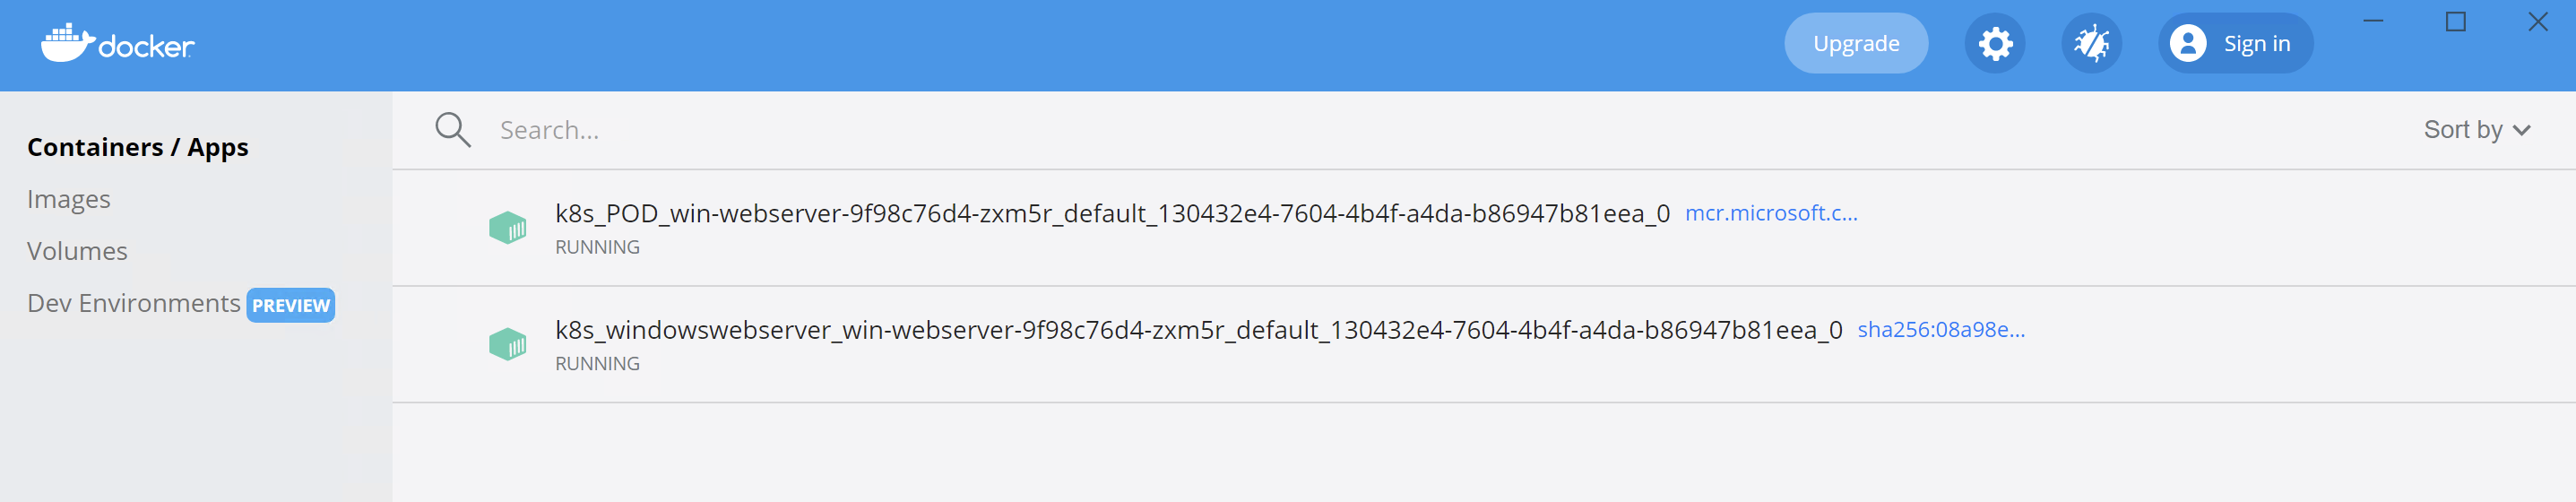 docker
Upgrade
Sign in
Containers / Apps
Images
Volumes
Dev Environments PREVIEW
Search...
Sort by
k8s_POD_win-webserver-9f98c76d4-zxm5r_default_130432e4-7604-4b4f-a4da-b86947b81eea_0 mcr.microsoft.c...
RUNNING
k8s_windowswebserver_win-webserver-9f98c76d4-zxm5r_default_130432e4-7604-4b4f-a4da-b86947b81eea_0 sha256:08a98e...
RUNNING